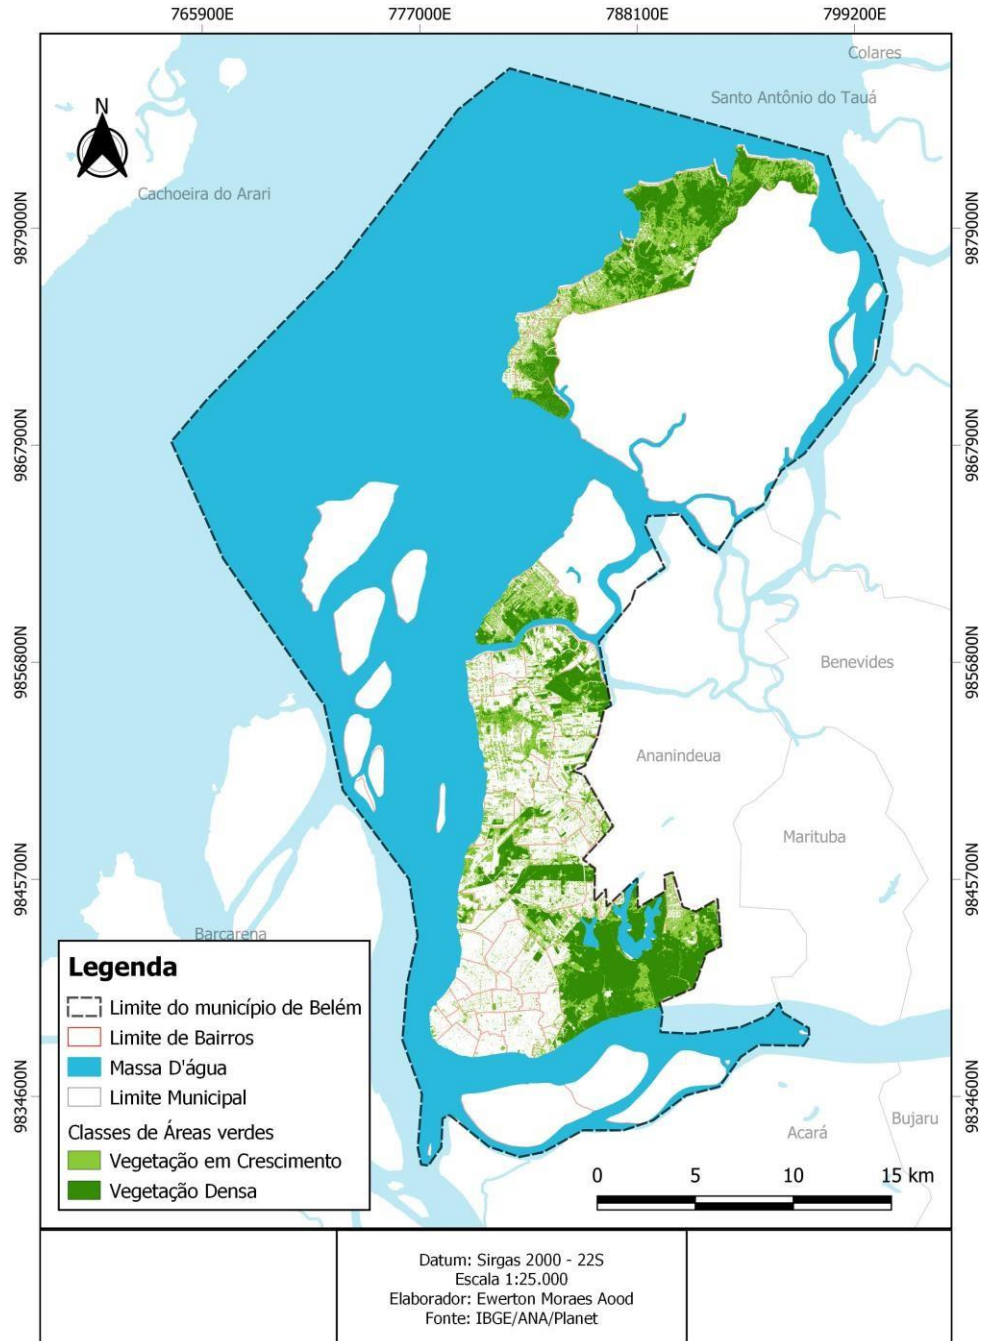 765900E 777000E 788100E 799200E
Colares
Santo Antônio do Tauá
N
Cachoeira do Arari
9879000N 9879000N
9867900N 9867900N
9856800N 9856800N
Benevides
Ananindeua
Marituba
9845700N 9845700N
Barcarena
Legenda
Limite do município de Belém
Limite de Bairros
Massa D'água
Limite Municipal
Classes de Áreas verdes
Vegetação em Crescimento
Vegetação Densa
9834600N 9834600N
Bujaru
Acará
0 5 10 15 km
Datum: Sirgas 2000 - 22S
Escala 1:25.000
Elaborador: Ewerton Moraes Aood
Fonte: IBGE/ANA/Planet